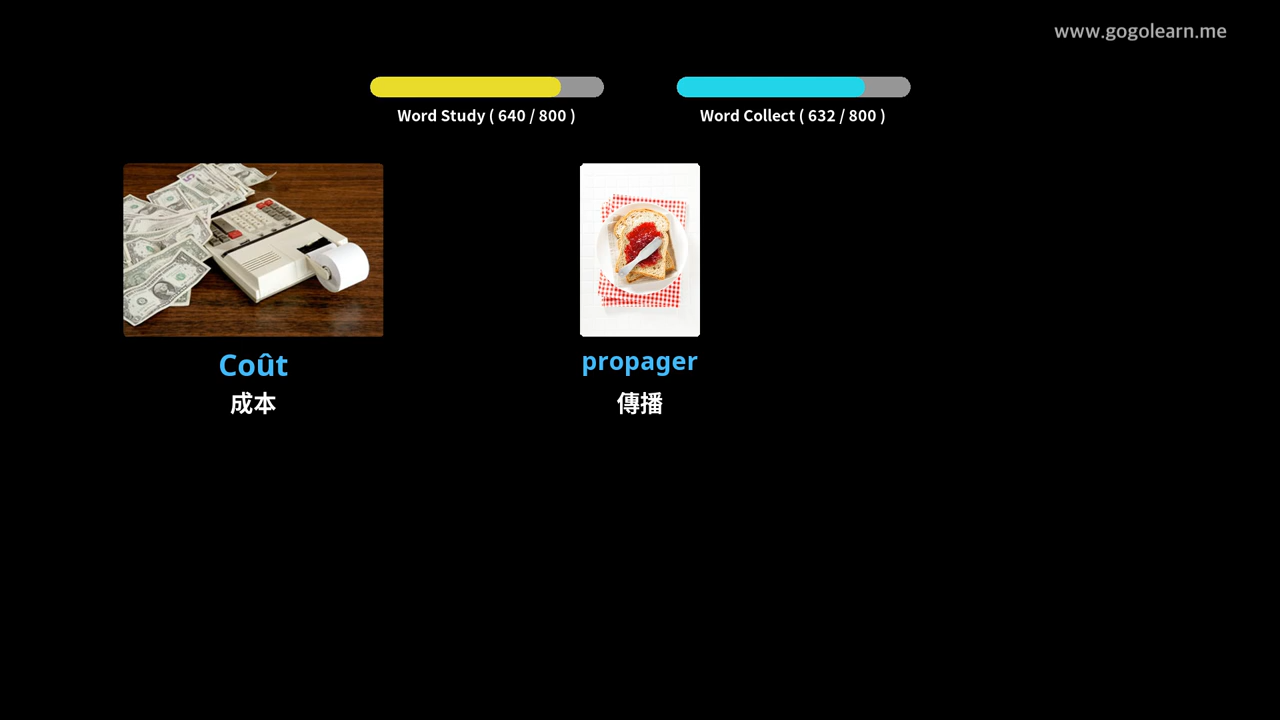 www.gogolearn.me
Word Study ( 640 / 800 )
Word Collect ( 632 / 800 )
Coût
成本
propager
傳播